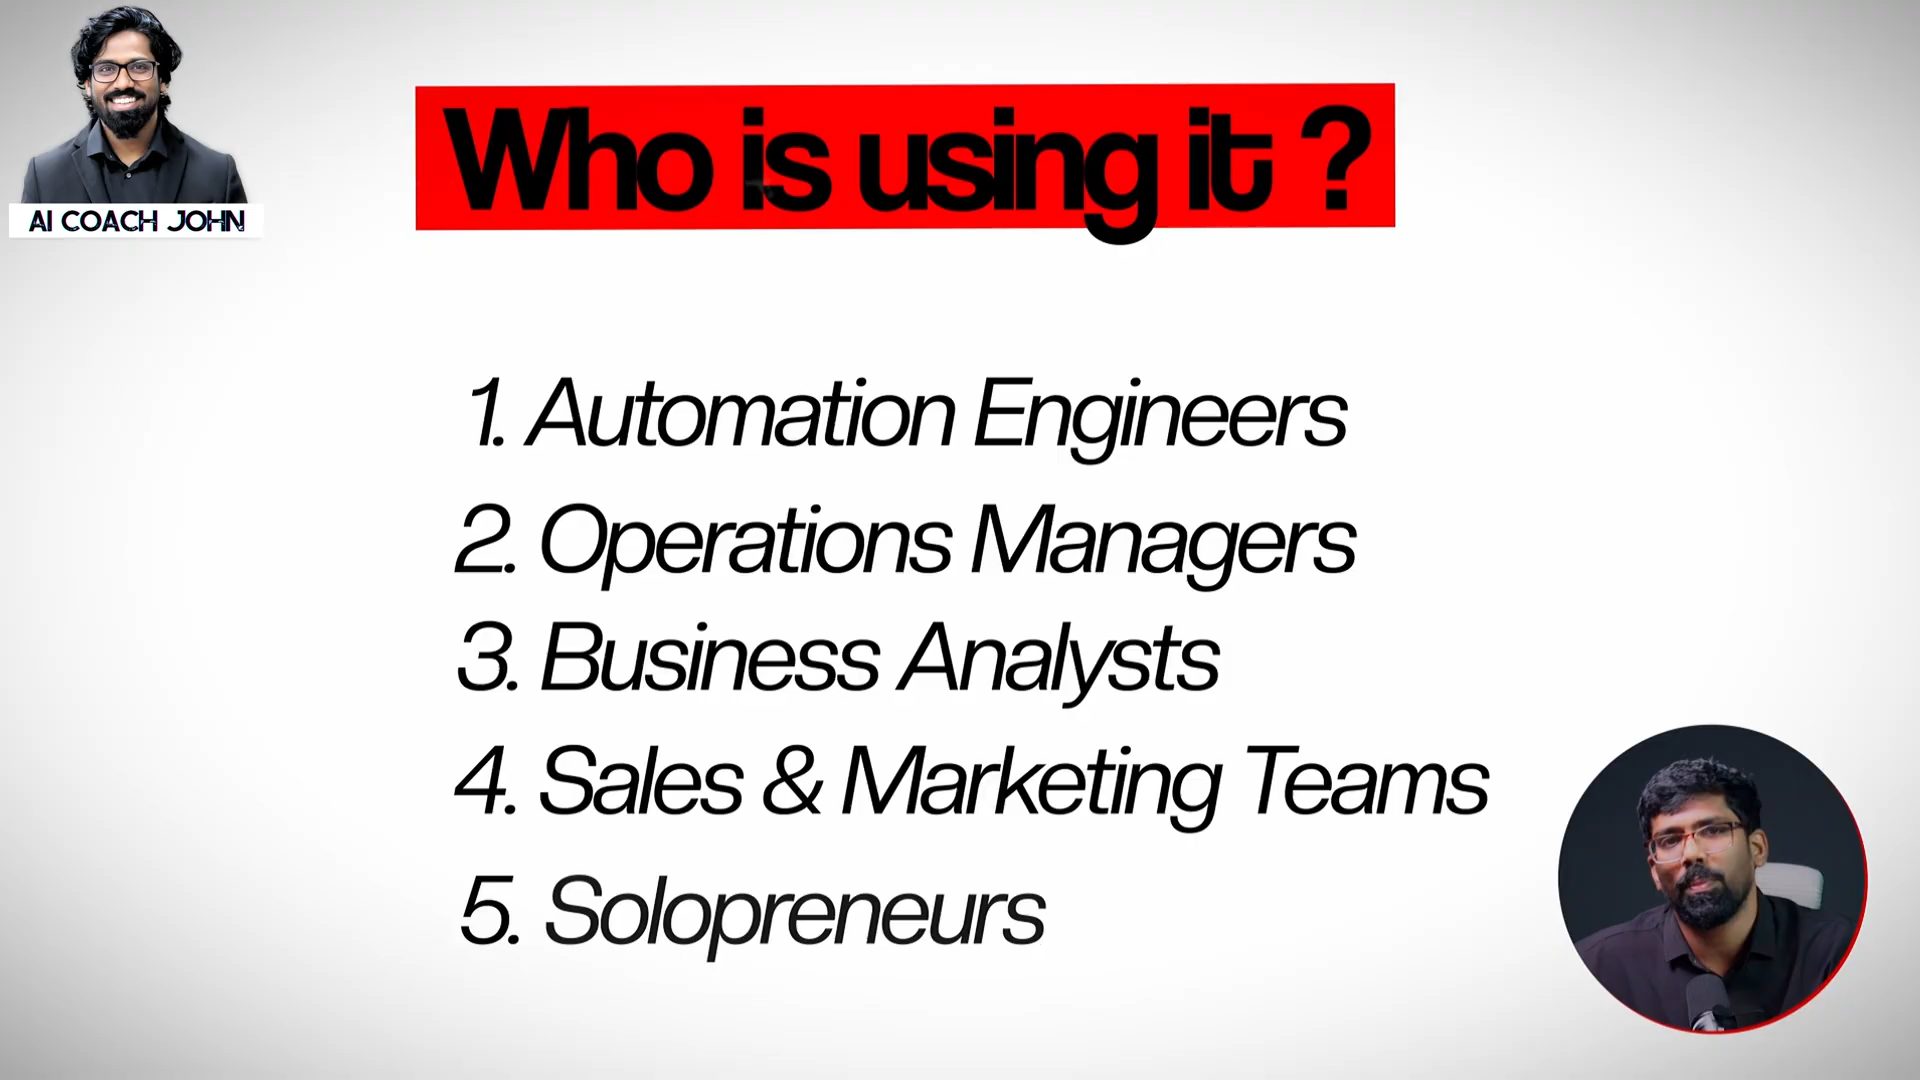 AI COACH JOHN
Who is using it ?
1. Automation Engineers
2. Operations Managers
3. Business Analysts
4. Sales & Marketing Teams
5. Solopreneurs